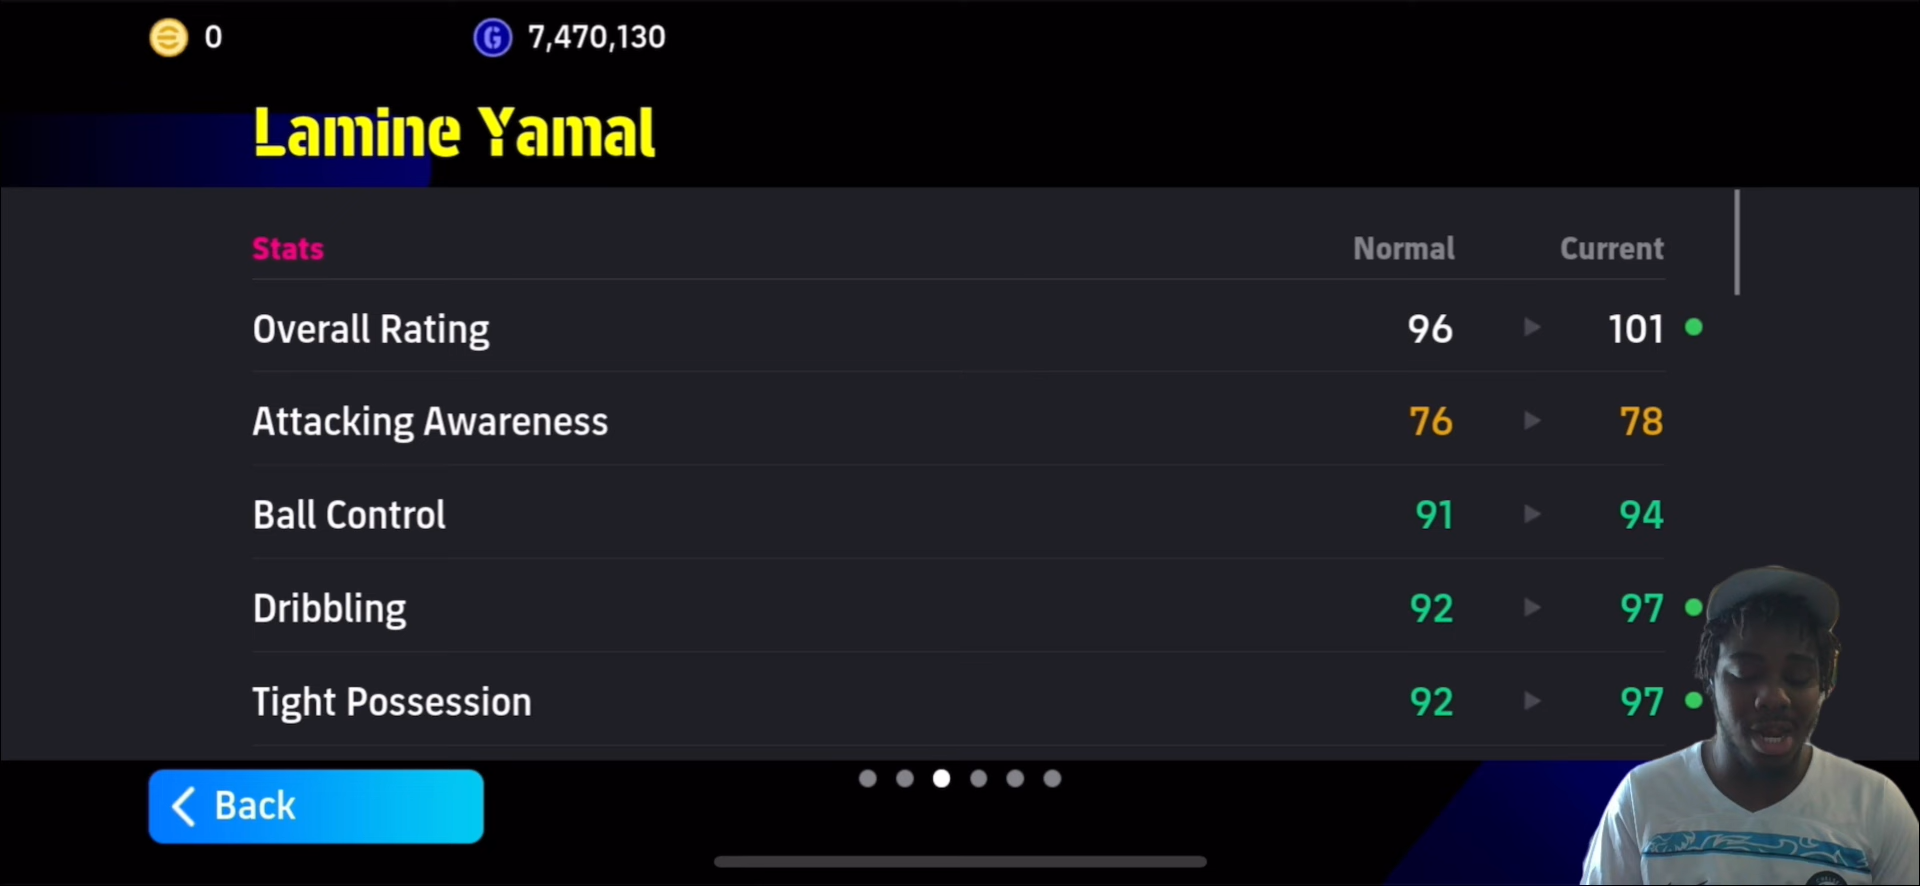 0
7,470,130
Lamine Yamal
Stats Normal Current
Overall Rating 96 101
Attacking Awareness 76 78
Ball Control 91 94
Dribbling 92 97
Tight Possession 92 97
Back